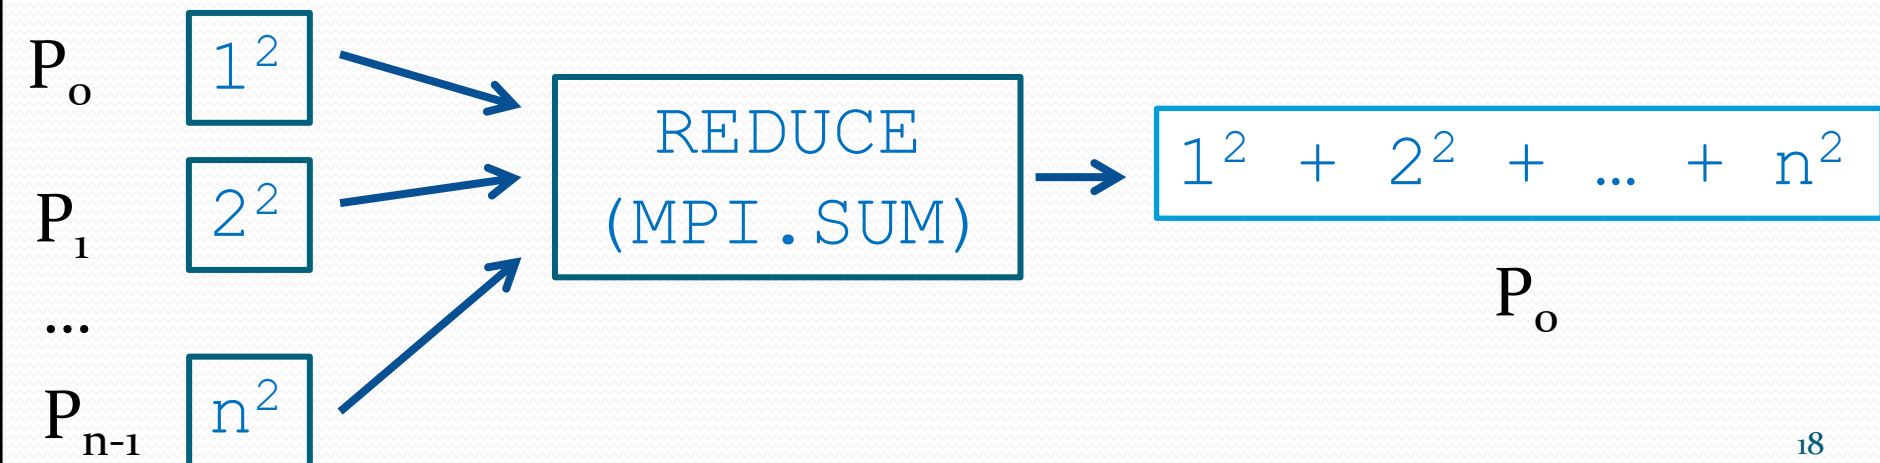 P₀ 1²
P₁ 2²
...
Pₙ₋₁ n²
REDUCE
(MPI.SUM)
1² + 2² + … + n²
P₀
18